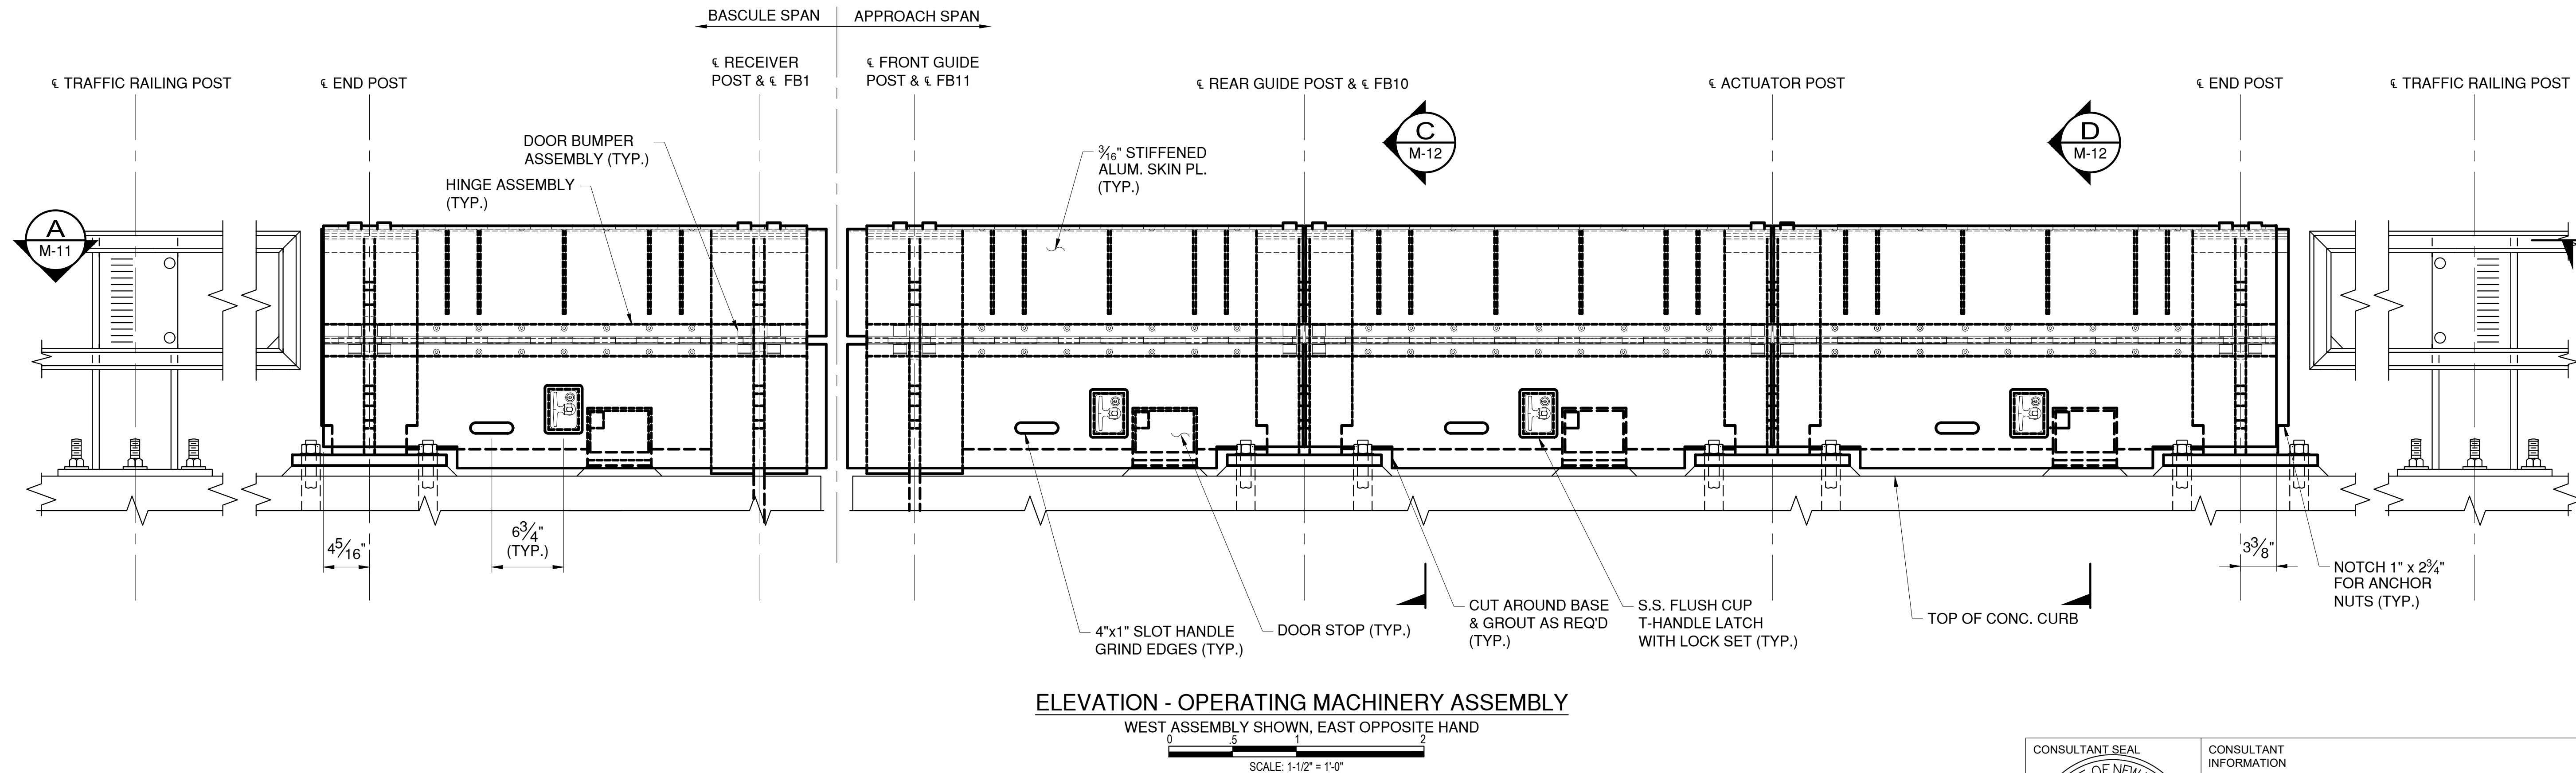 BASCULE SPAN
APPROACH SPAN
℄ TRAFFIC RAILING POST
℄ END POST
℄ RECEIVER
POST & ℄ FB1
℄ FRONT GUIDE
POST & ℄ FB11
℄ REAR GUIDE POST & ℄ FB10
℄ ACTUATOR POST
℄ END POST
℄ TRAFFIC RAILING POST
C
M-12
D
M-12
A
M-11
DOOR BUMPER
ASSEMBLY (TYP.)
HINGE ASSEMBLY
(TYP.)
3/16" STIFFENED
ALUM. SKIN PL.
(TYP.)
4 5/16"
6 3/4"
(TYP.)
3 3/8"
NOTCH 1" x 2 3/4"
FOR ANCHOR
NUTS (TYP.)
4"x1" SLOT HANDLE
GRIND EDGES (TYP.)
DOOR STOP (TYP.)
CUT AROUND BASE
& GROUT AS REQ'D
(TYP.)
S.S. FLUSH CUP
T-HANDLE LATCH
WITH LOCK SET (TYP.)
TOP OF CONC. CURB
ELEVATION - OPERATING MACHINERY ASSEMBLY
WEST ASSEMBLY SHOWN, EAST OPPOSITE HAND
0 .5 1 2
SCALE: 1-1/2" = 1'-0"
CONSULTANT SEAL
OF NEW
CONSULTANT
INFORMATION